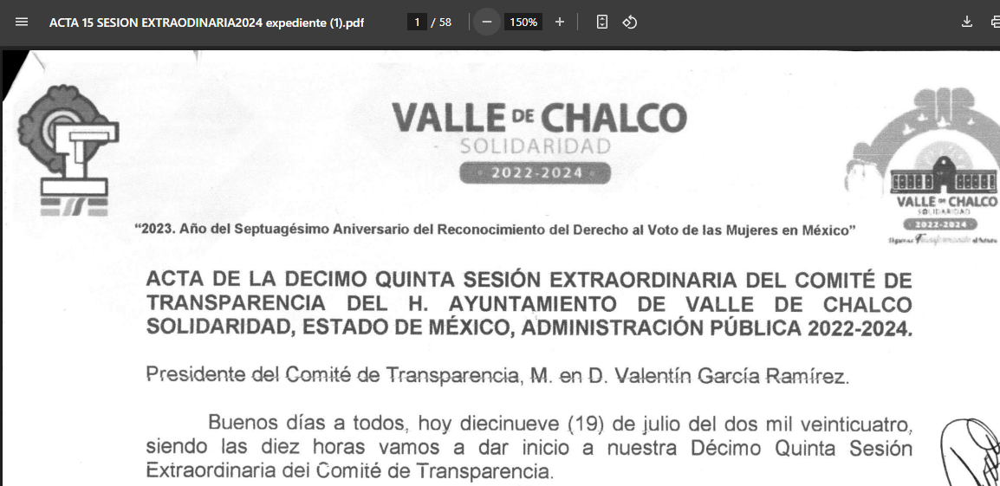 ACTA 15 SESION EXTRAODINARIA2024 expediente (1).pdf
1 / 58
150%
VALLE DE CHALCO
SOLIDARIDAD
2022-2024
VALLE DE CHALCO
SOLIDARIDAD
2022-2024
“2023. Año del Septuagésimo Aniversario del Reconocimiento del Derecho al Voto de las Mujeres en México”
ACTA DE LA DECIMO QUINTA SESIÓN EXTRAORDINARIA DEL COMITÉ DE
TRANSPARENCIA DEL H. AYUNTAMIENTO DE VALLE DE CHALCO
SOLIDARIDAD, ESTADO DE MÉXICO, ADMINISTRACIÓN PÚBLICA 2022-2024.
Presidente del Comité de Transparencia, M. en D. Valentín García Ramírez.
Buenos días a todos, hoy diecinueve (19) de julio del dos mil veinticuatro,
siendo las diez horas vamos a dar inicio a nuestra Décimo Quinta Sesión
Extraordinaria del Comité de Transparencia.